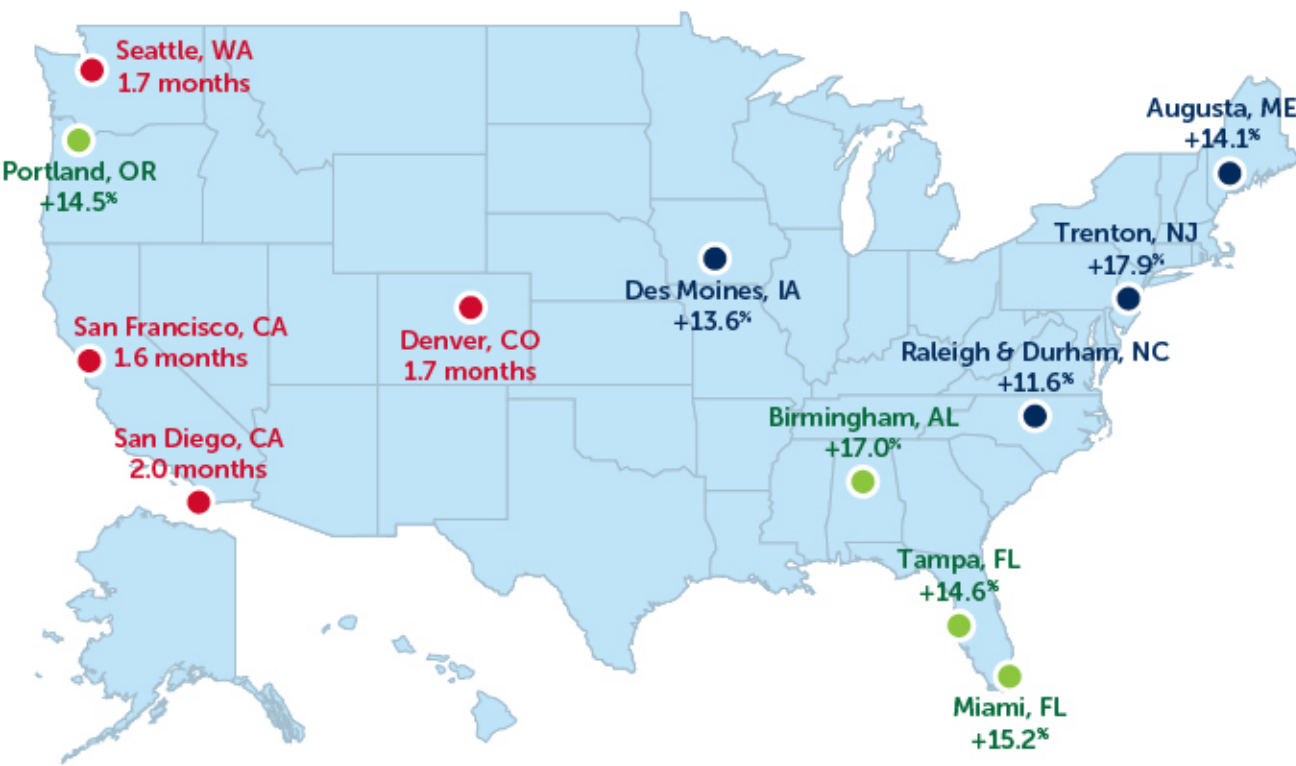 Seattle, WA
1.7 months
Portland, OR
+14.5%
San Francisco, CA
1.6 months
San Diego, CA
2.0 months
Denver, CO
1.7 months
Des Moines, IA
+13.6%
Augusta, ME
+14.1%
Trenton, NJ
+17.9%
Raleigh & Durham, NC
+11.6%
Birmingham, AL
+17.0%
Tampa, FL
+14.6%
Miami, FL
+15.2%